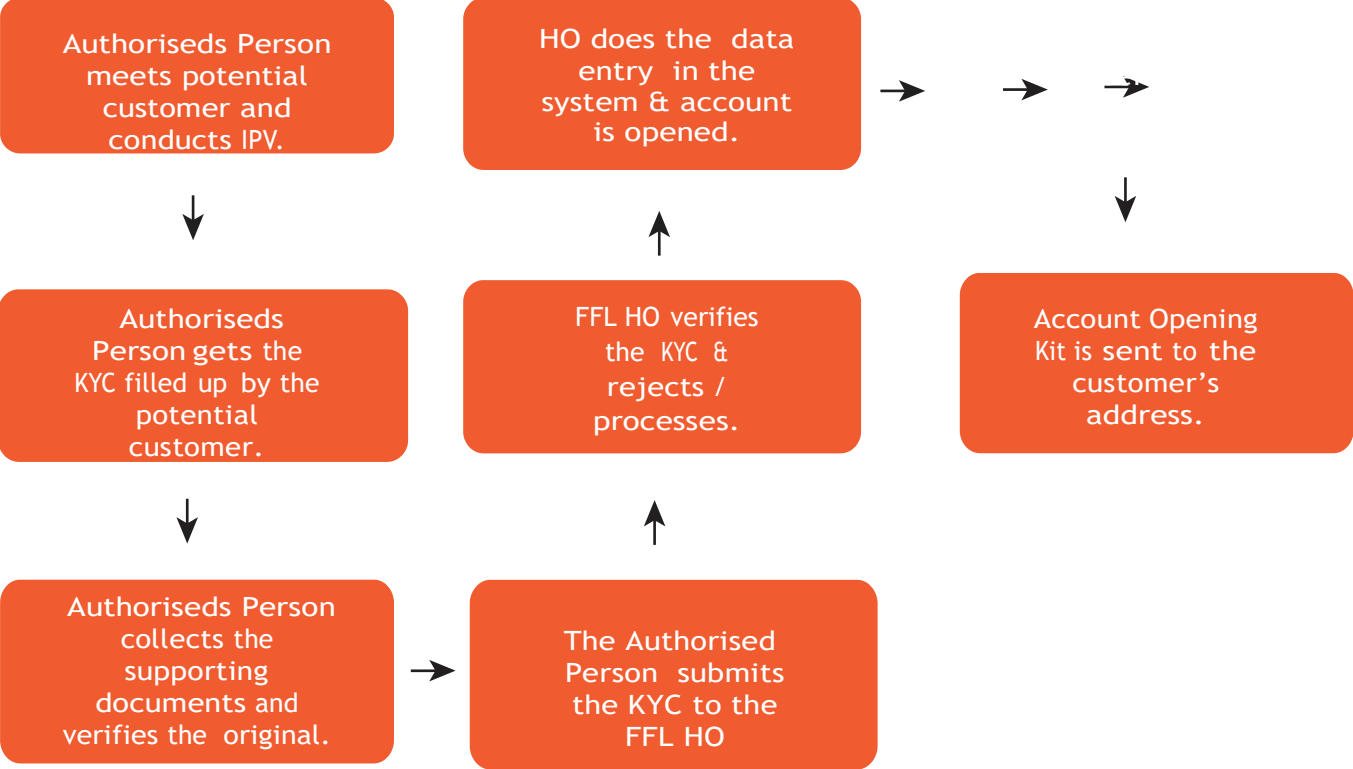 Authoriseds Person
meets potential
customer and
conducts IPV.
Authoriseds
Person gets the
KYC filled up by the
potential
customer.
Authoriseds Person
collects the
supporting
documents and
verifies the original.
The Authorised
Person submits
the KYC to the
FFL HO
FFL HO verifies
the KYC &
rejects /
processes.
HO does the data
entry in the
system & account
is opened.
Account Opening
Kit is sent to the
customer’s
address.